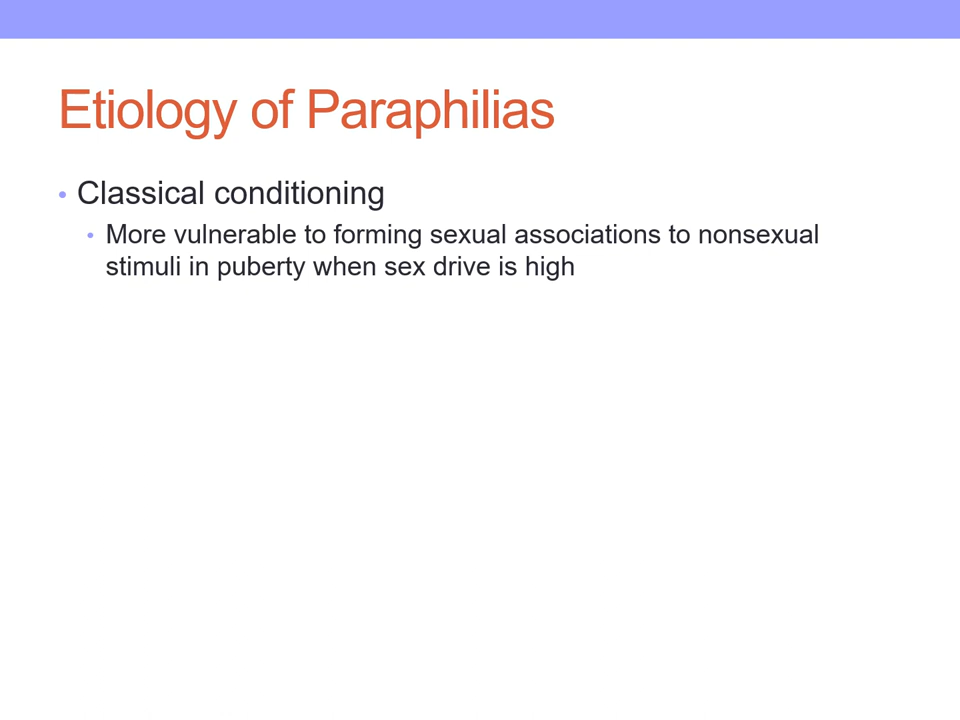 Etiology of Paraphilias
• Classical conditioning
• More vulnerable to forming sexual associations to nonsexual
stimuli in puberty when sex drive is high